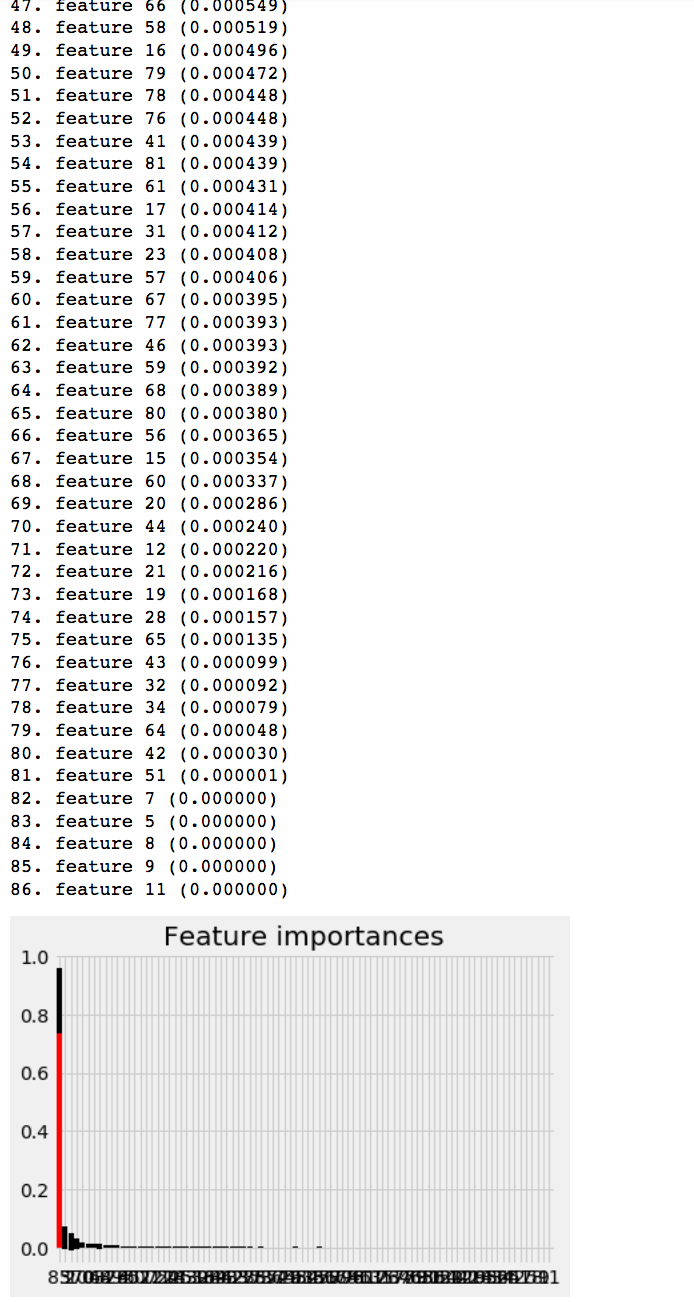 47. feature 66 (0.000549)
48. feature 58 (0.000519)
49. feature 16 (0.000496)
50. feature 79 (0.000472)
51. feature 78 (0.000448)
52. feature 76 (0.000448)
53. feature 41 (0.000439)
54. feature 81 (0.000439)
55. feature 61 (0.000431)
56. feature 17 (0.000414)
57. feature 31 (0.000412)
58. feature 23 (0.000408)
59. feature 57 (0.000406)
60. feature 67 (0.000395)
61. feature 77 (0.000393)
62. feature 46 (0.000393)
63. feature 59 (0.000392)
64. feature 68 (0.000389)
65. feature 80 (0.000380)
66. feature 56 (0.000365)
67. feature 15 (0.000354)
68. feature 60 (0.000337)
69. feature 20 (0.000286)
70. feature 44 (0.000240)
71. feature 12 (0.000220)
72. feature 21 (0.000216)
73. feature 19 (0.000168)
74. feature 28 (0.000157)
75. feature 65 (0.000135)
76. feature 43 (0.000099)
77. feature 32 (0.000092)
78. feature 34 (0.000079)
79. feature 64 (0.000048)
80. feature 42 (0.000030)
81. feature 51 (0.000001)
82. feature 7 (0.000000)
83. feature 5 (0.000000)
84. feature 8 (0.000000)
85. feature 9 (0.000000)
86. feature 11 (0.000000)
Feature importances
1.0
0.8
0.6
0.4
0.2
0.0